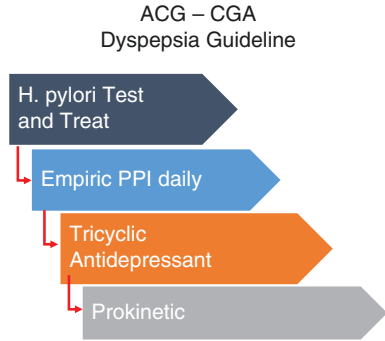 ACG – CGA
Dyspepsia Guideline
H. pylori Test
and Treat
Empiric PPI daily
Tricyclic
Antidepressant
Prokinetic